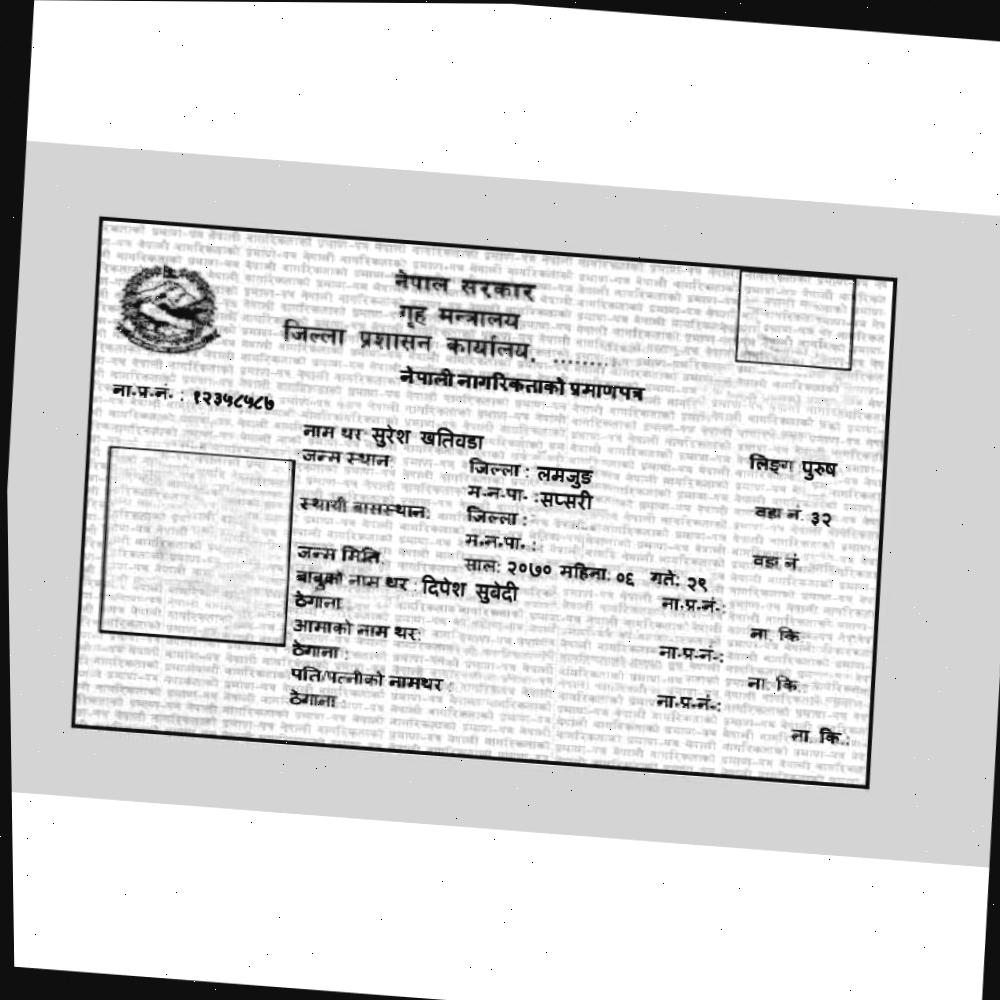 नेपाल सरकार
गृह मन्त्रालय
जिल्ला प्रशासन कार्यालय, .........
नेपाली नागरिकताको प्रमाणपत्र
ना.प्र.नं. : १२३५८५८७
नाम थर सुरेश खतिवडा लिङ्ग पुरुष
जन्म स्थान जिल्ला : लमजुङ
म.न.पा. : सप्तरी वडा नं. ३२
स्थायी बासस्थान: जिल्ला :
म.न.पा. : वडा नं.
जन्म मिति साल: २०७० महिना: ०६ गते: २९
बाबुको नाम थर : दिपेश सुबेदी ना.प्र.नं.:
ठेगाना ना. कि
आमाको नाम थर: ना.प्र.नं.:
ठेगाना : ना. कि.:
पति/पत्नीको नामथर : ना.प्र.नं.:
ठेगाना : ना. कि.: